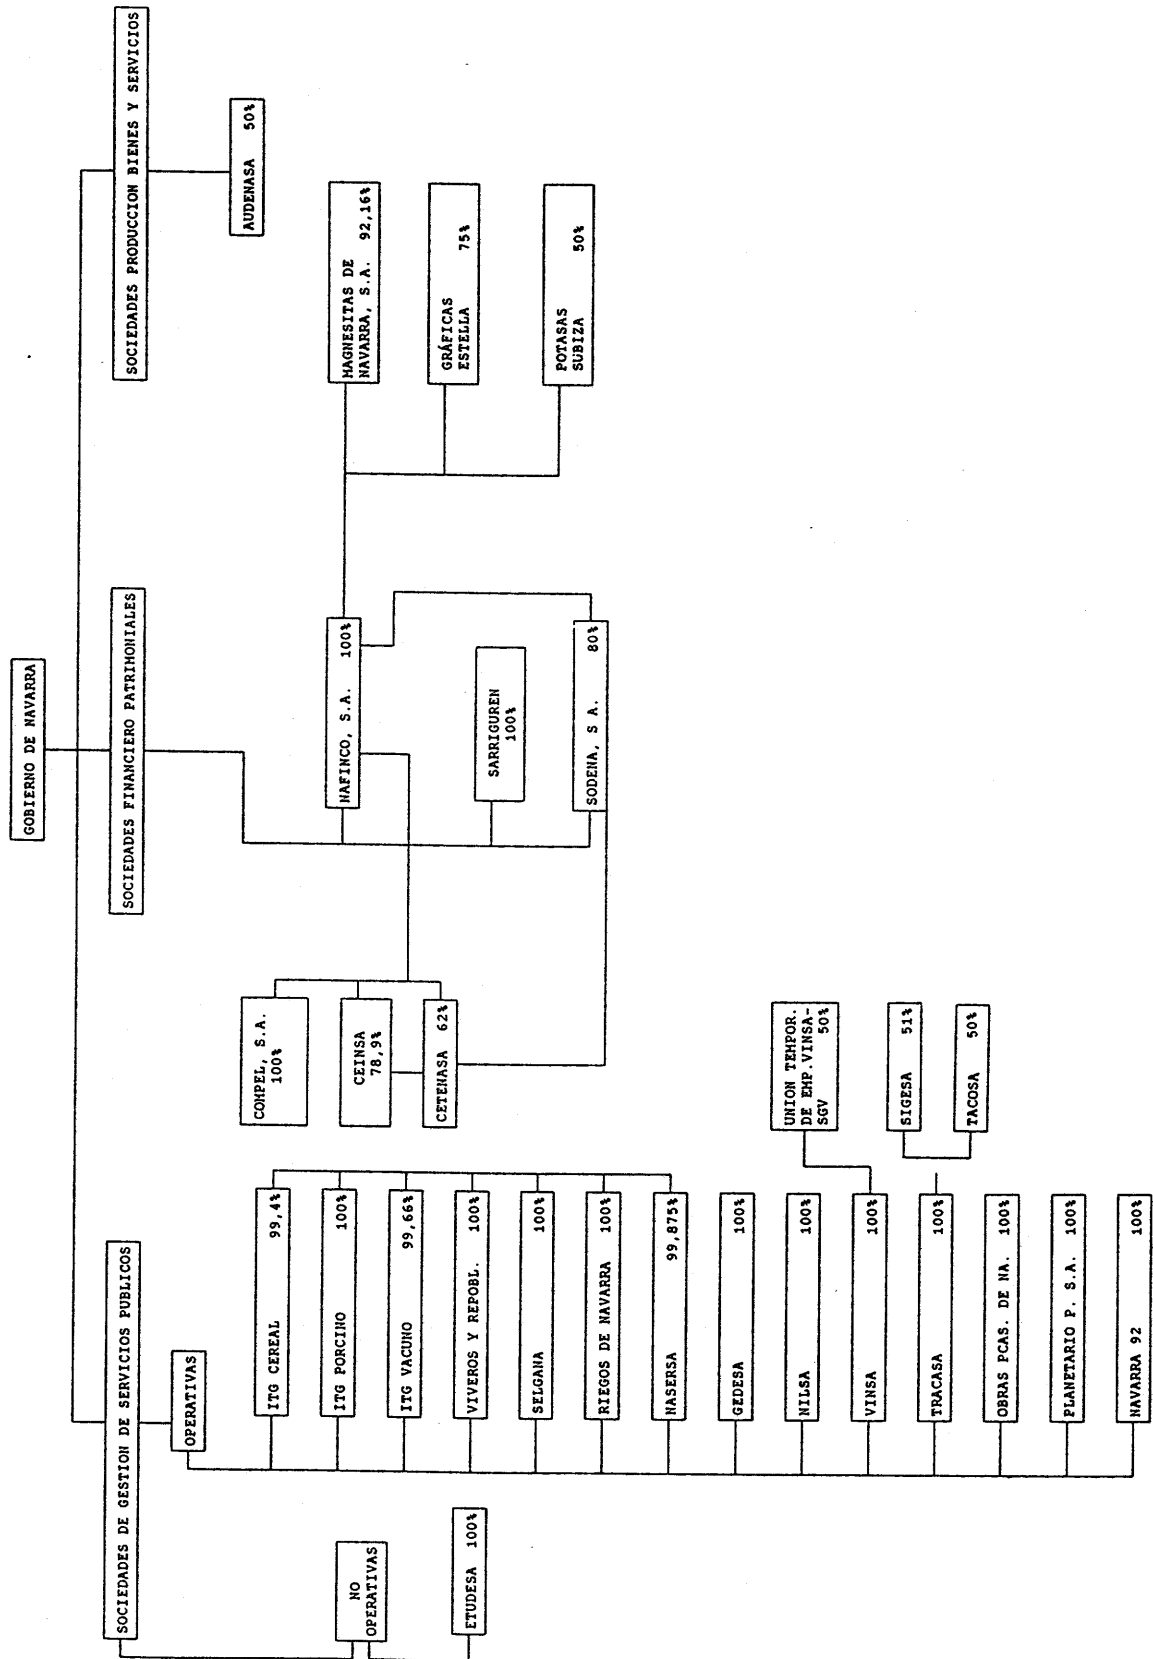 GOBIERNO DE NAVARRA
SOCIEDADES DE GESTION DE SERVICIOS PUBLICOS
SOCIEDADES FINANCIERO PATRIMONIALES
SOCIEDADES PRODUCCION BIENES Y SERVICIOS
NO
OPERATIVAS
ETUDESA 100%
OPERATIVAS
ITG CEREAL 99,4%
ITG PORCINO 100%
ITG VACUNO 99,66%
VIVEROS Y REPOBL. 100%
SELGANA 100%
RIEGOS DE NAVARRA 100%
NASERSA 99,875%
GEDESA 100%
NILSA 100%
VINSA 100%
TRACASA 100%
OBRAS PCAS. DE NA. 100%
PLANETARIO P. S.A. 100%
NAVARRA 92 100%
UNION TEMPOR.
DE EMP.VINSA-
SGV 50%
SIGESA 51%
TACOSA 50%
COMPEL, S.A.
100%
CEINSA
78,9%
CETENASA 62%
NAFINCO, S.A. 100%
SARRIGUREN
100%
SODENA, S A. 80%
MAGNESITAS DE
NAVARRA, S.A. 92,16%
GRÁFICAS
ESTELLA 75%
POTASAS
SUBIZA 50%
AUDENASA 50%